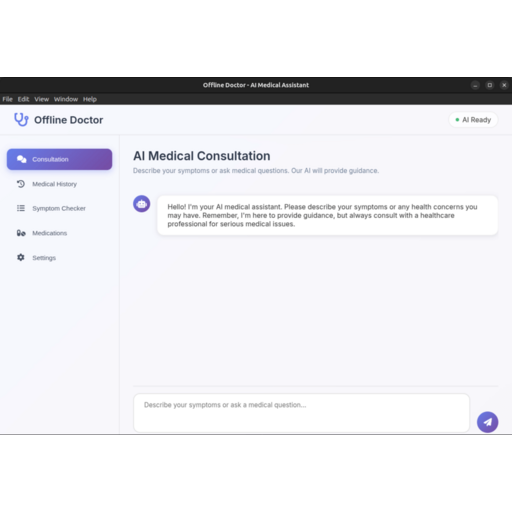 Offline Doctor - AI Medical Assistant
File Edit View Window Help
Offline Doctor
AI Ready
Consultation
Medical History
Symptom Checker
Medications
Settings
AI Medical Consultation
Describe your symptoms or ask medical questions. Our AI will provide guidance.
Hello! I'm your AI medical assistant. Please describe your symptoms or any health concerns you
may have. Remember, I'm here to provide guidance, but always consult with a healthcare
professional for serious medical issues.
Describe your symptoms or ask a medical question...